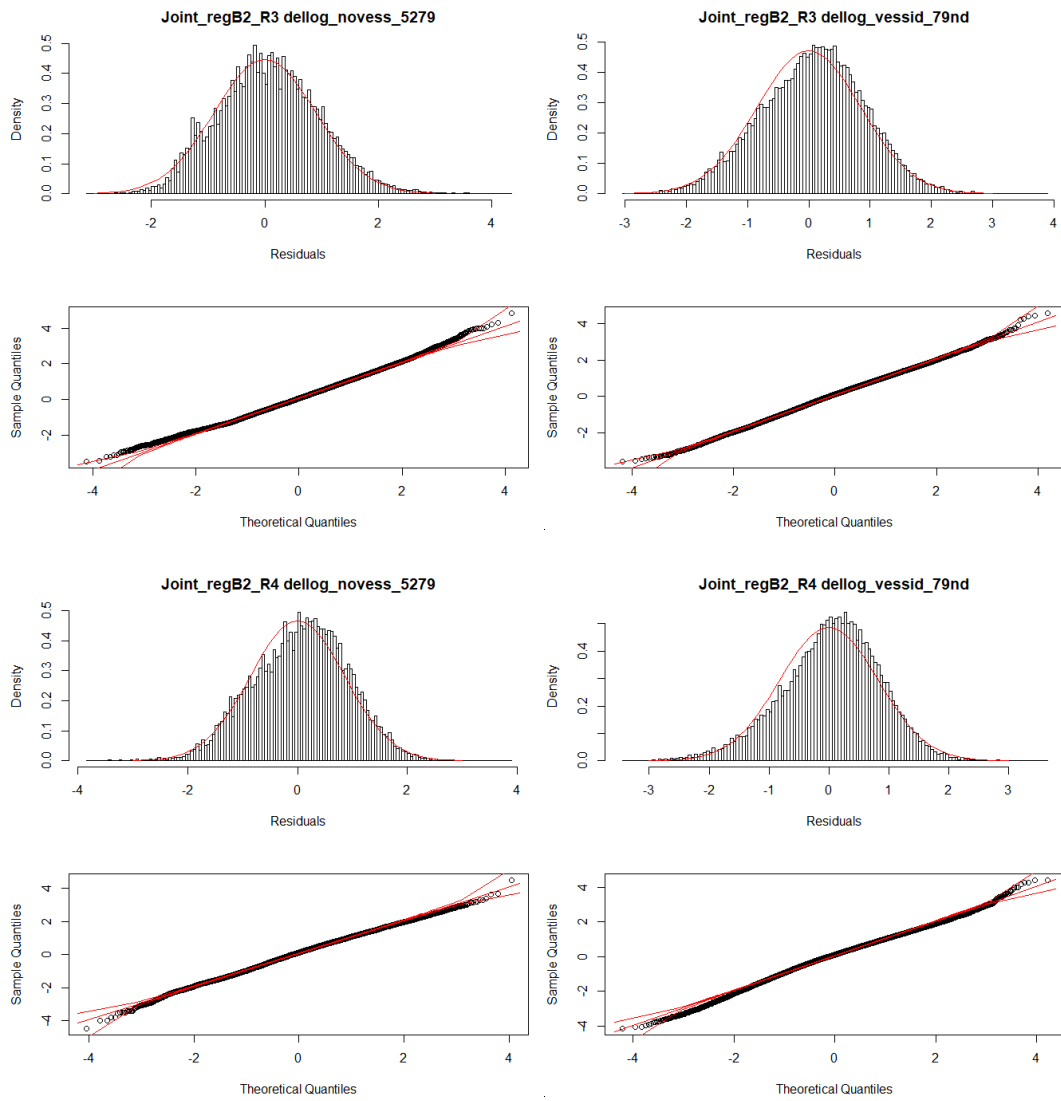 Joint_regB2_R3 dellog_novess_5279
Density
0.0 0.1 0.2 0.3 0.4 0.5
-2 0 2 4
Residuals
Sample Quantiles
-2 0 2 4
-4 -2 0 2 4
Theoretical Quantiles
Joint_regB2_R3 dellog_vessid_79nd
Density
0.0 0.1 0.2 0.3 0.4 0.5
-3 -2 -1 0 1 2 3 4
Residuals
Sample Quantiles
-2 0 2 4
-4 -2 0 2 4
Theoretical Quantiles
Joint_regB2_R4 dellog_novess_5279
Density
0.0 0.1 0.2 0.3 0.4 0.5
-4 -2 0 2 4
Residuals
Sample Quantiles
-4 -2 0 2 4
-4 -2 0 2 4
Theoretical Quantiles
Joint_regB2_R4 dellog_vessid_79nd
Density
0.0 0.2 0.4
-3 -2 -1 0 1 2 3
Residuals
Sample Quantiles
-4 -2 0 2 4
-4 -2 0 2 4
Theoretical Quantiles